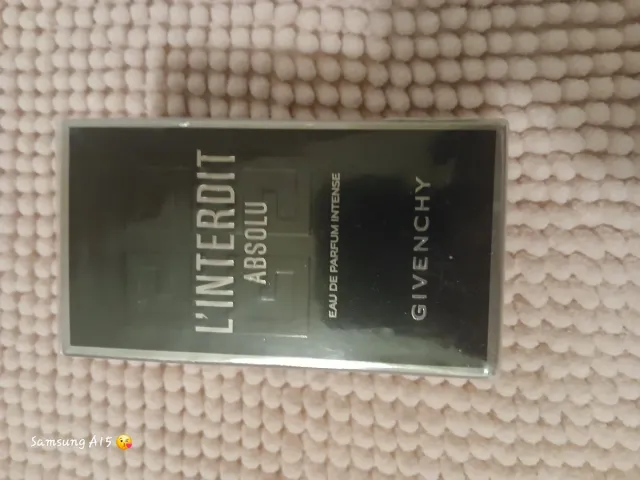 L'INTERDIT
ABSOLU
EAU DE PARFUM INTENSE
GIVENCHY
Samsung A15 😘